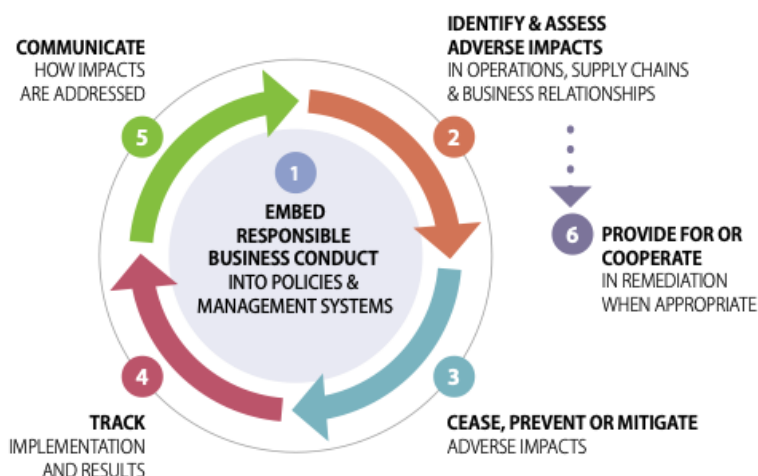 1
EMBED
RESPONSIBLE
BUSINESS CONDUCT
INTO POLICIES &
MANAGEMENT SYSTEMS
2
IDENTIFY & ASSESS
ADVERSE IMPACTS
IN OPERATIONS, SUPPLY CHAINS
& BUSINESS RELATIONSHIPS
3
CEASE, PREVENT OR MITIGATE
ADVERSE IMPACTS
4
TRACK
IMPLEMENTATION
AND RESULTS
5
COMMUNICATE
HOW IMPACTS
ARE ADDRESSED
6
PROVIDE FOR OR
COOPERATE
IN REMEDIATION
WHEN APPROPRIATE